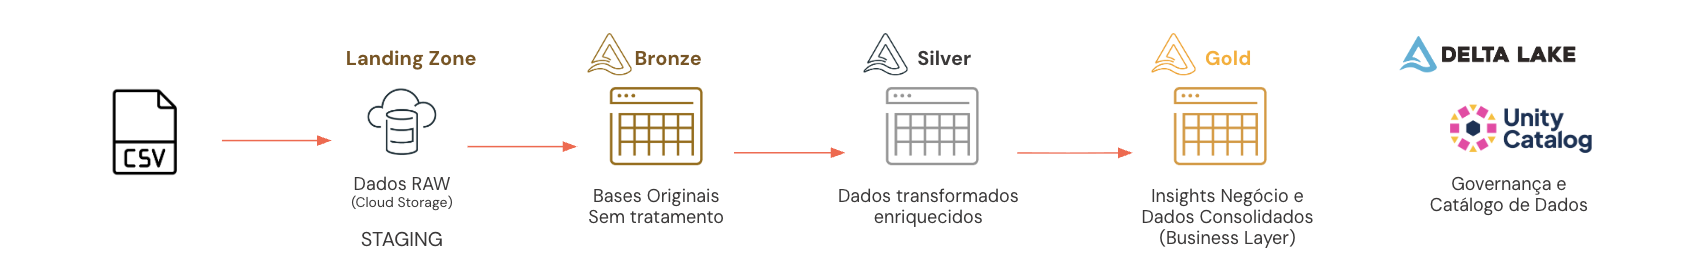 CSV
Landing Zone
Dados RAW
(Cloud Storage)
STAGING
Bronze
Bases Originais
Sem tratamento
Silver
Dados transformados
enriquecidos
Gold
Insights Negócio e
Dados Consolidados
(Business Layer)
DELTA LAKE
Unity
Catalog
Governança e
Catálogo de Dados